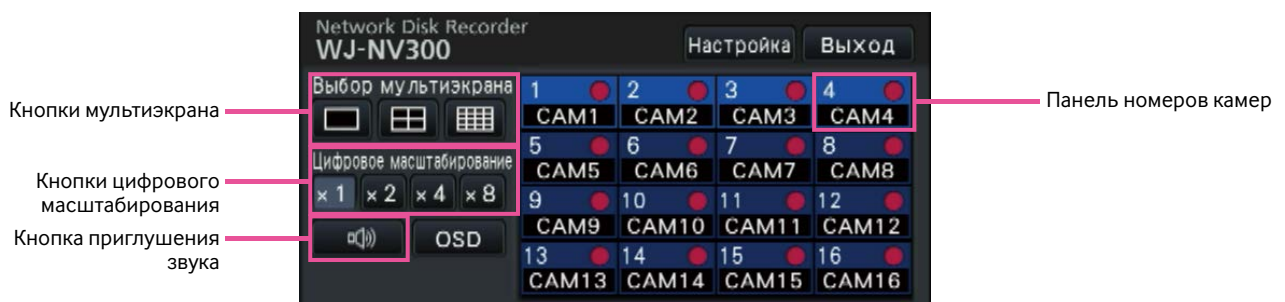 Network Disk Recorder
WJ-NV300
Настройка
Выход
Выбор мультиэкрана
Цифровое масштабирование
×1 ×2 ×4 ×8
OSD
1 2 3 4
CAM1 CAM2 CAM3 CAM4
5 6 7 8
CAM5 CAM6 CAM7 CAM8
9 10 11 12
CAM9 CAM10 CAM11 CAM12
13 14 15 16
CAM13 CAM14 CAM15 CAM16
Кнопки мультиэкрана
Кнопки цифрового
масштабирования
Кнопка приглушения
звука
Панель номеров камер